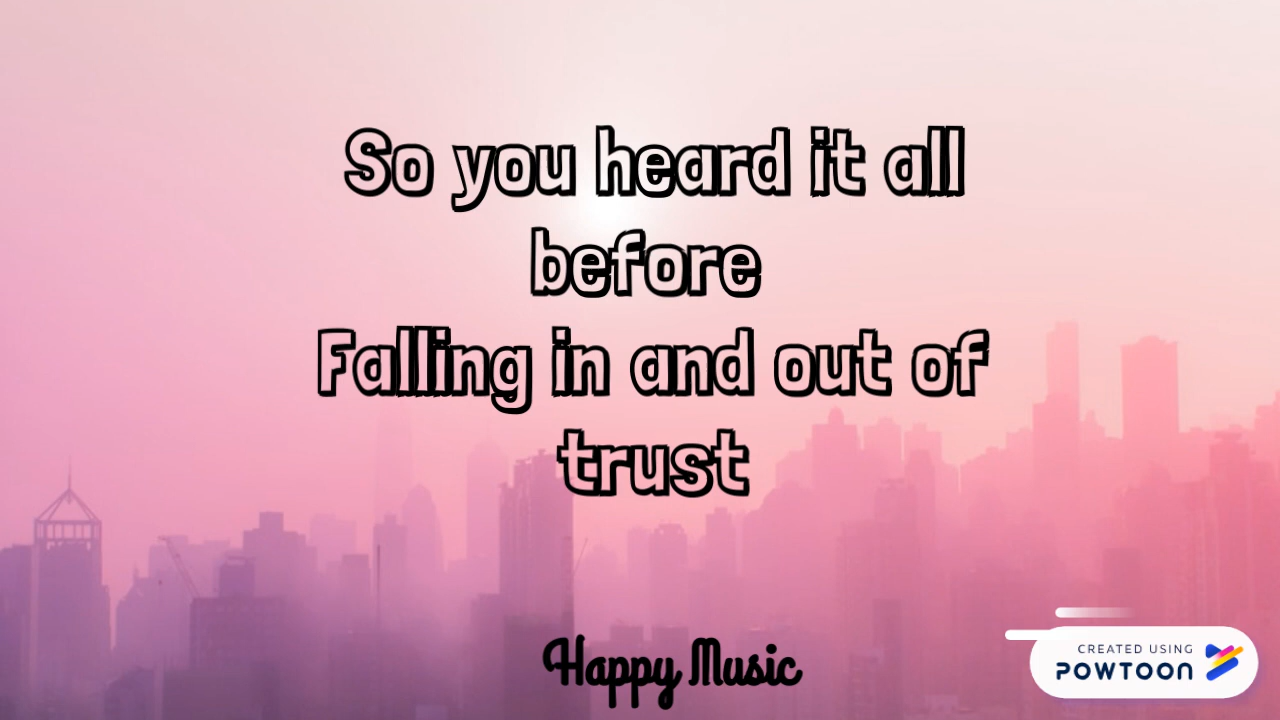 So you heard it all
before
Falling in and out of
trust
Happy Music
CREATED USING
POWTOON